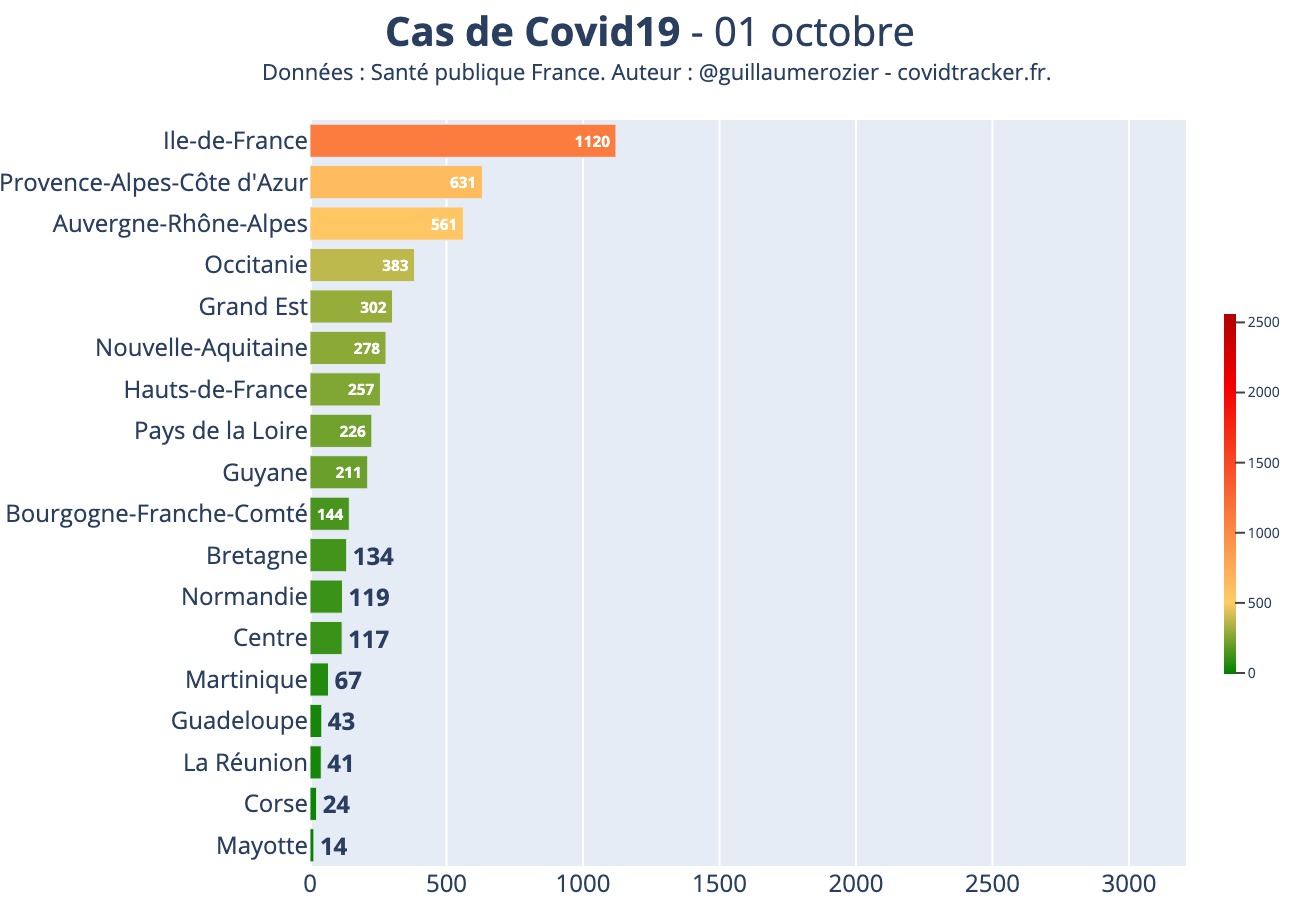 Cas de Covid19 - 01 octobre
Données : Santé publique France. Auteur : @guillaumerozier - covidtracker.fr.
Ile-de-France 1120
Provence-Alpes-Côte d'Azur 631
Auvergne-Rhône-Alpes 561
Occitanie 383
Grand Est 302
Nouvelle-Aquitaine 278
Hauts-de-France 257
Pays de la Loire 226
Guyane 211
Bourgogne-Franche-Comté 144
Bretagne 134
Normandie 119
Centre 117
Martinique 67
Guadeloupe 43
La Réunion 41
Corse 24
Mayotte 14
0 500 1000 1500 2000 2500 3000
2500
2000
1500
1000
500
0